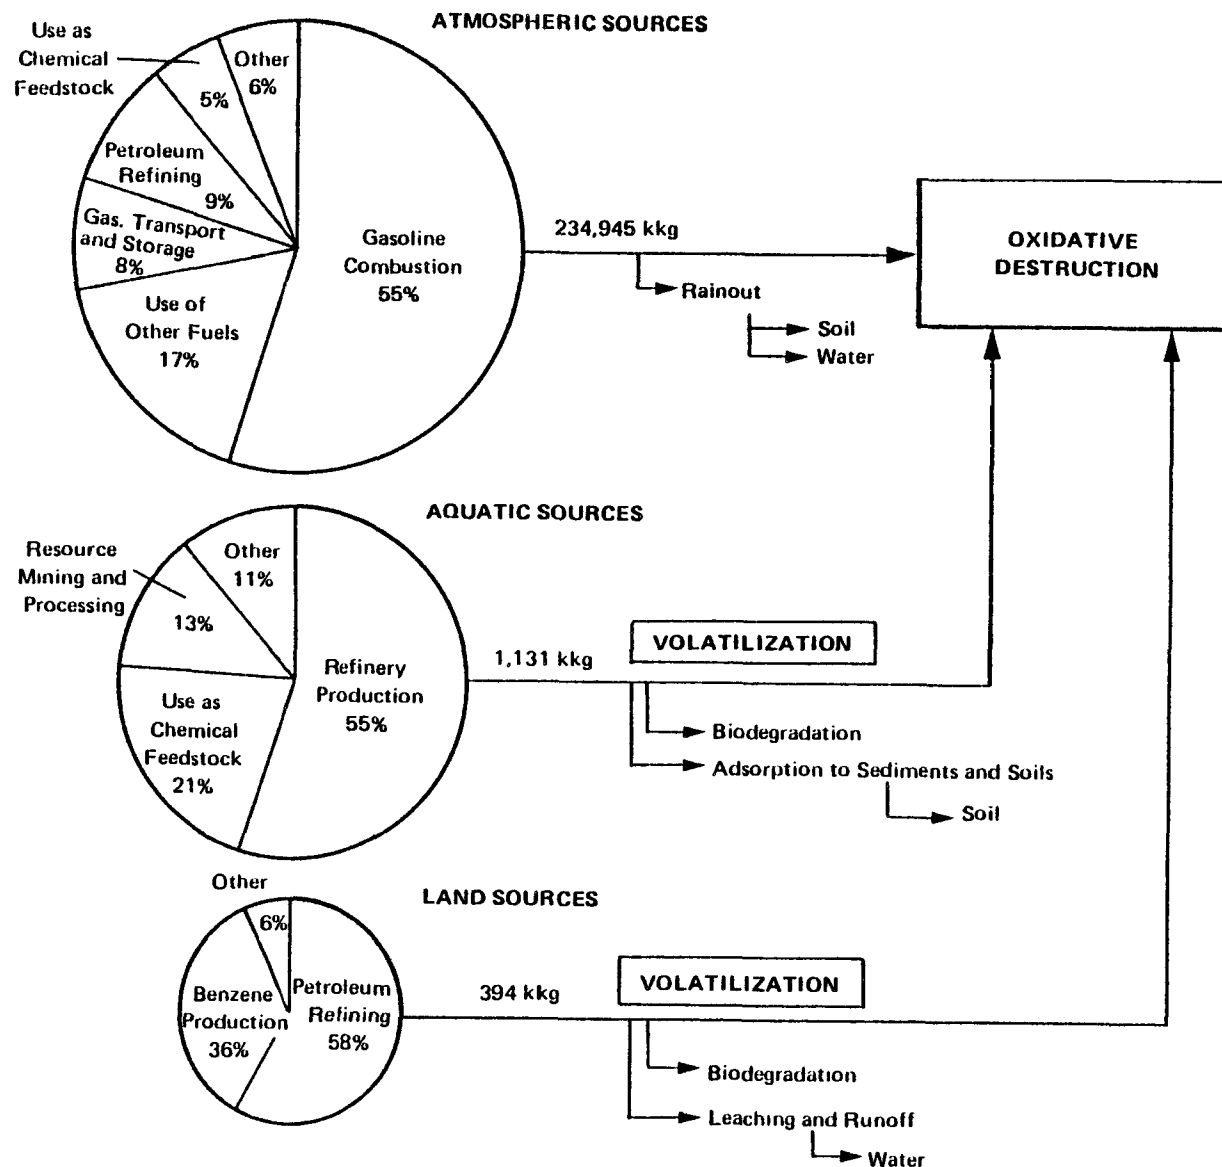 ATMOSPHERIC SOURCES
Use as
Chemical
Feedstock
5%
Other
6%
Petroleum
Refining
9%
Gas. Transport
and Storage
8%
Use of
Other Fuels
17%
Gasoline
Combustion
55%
234,945 kkg
Rainout
Soil
Water
OXIDATIVE
DESTRUCTION
AQUATIC SOURCES
Resource
Mining and
Processing
13%
Other
11%
Use as
Chemical
Feedstock
21%
Refinery
Production
55%
1,131 kkg
VOLATILIZATION
Biodegradation
Adsorption to Sediments and Soils
Soil
LAND SOURCES
Other
6%
Benzene
Production
36%
Petroleum
Refining
58%
394 kkg
VOLATILIZATION
Biodegradation
Leaching and Runoff
Water